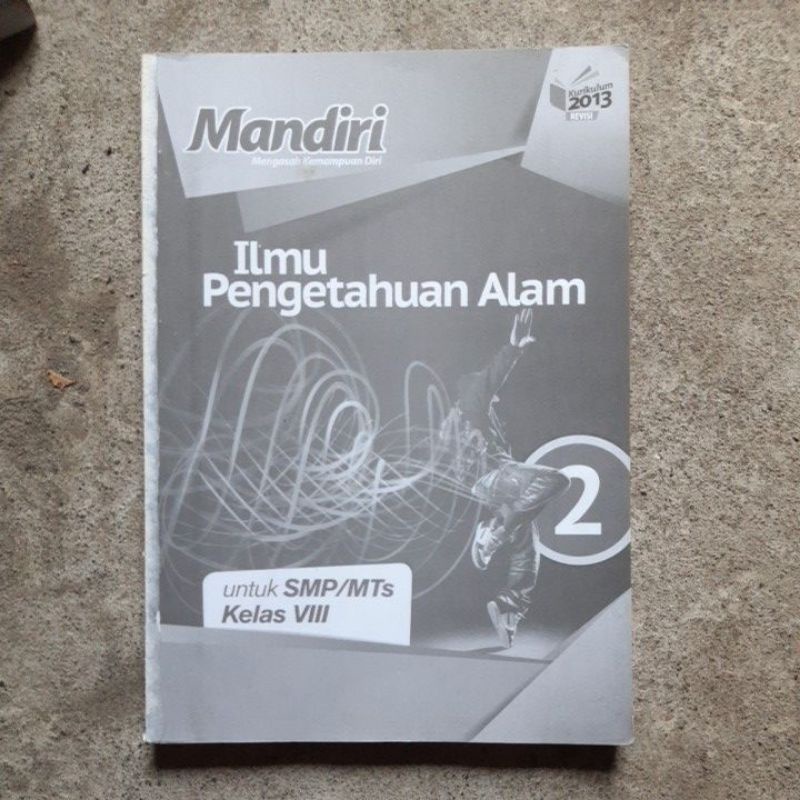 Mandiri
Mengasah Kemampuan Diri
Kurikulum
2013
REVISI
Ilmu
Pengetahuan Alam
2
untuk SMP/MTs
Kelas VIII